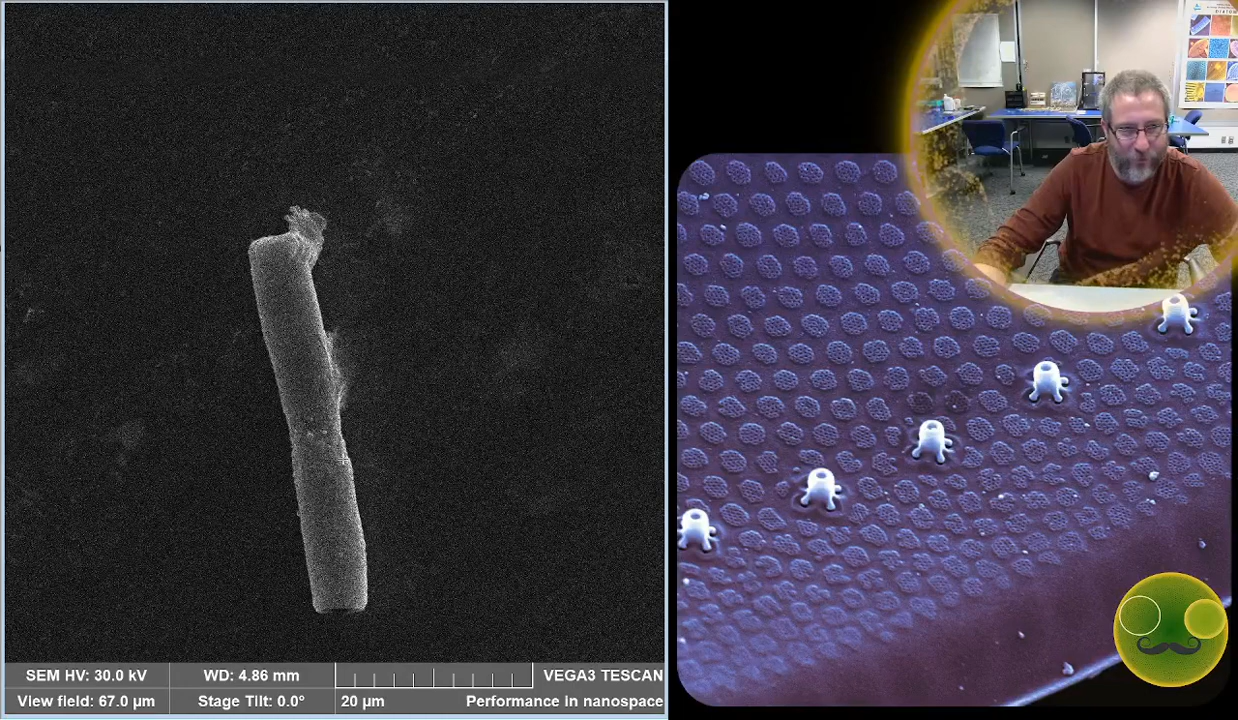 SEM HV: 30.0 kV
WD: 4.86 mm
VEGA3 TESCAN
View field: 67.0 µm
Stage Tilt: 0.0°
20 µm
Performance in nanospace